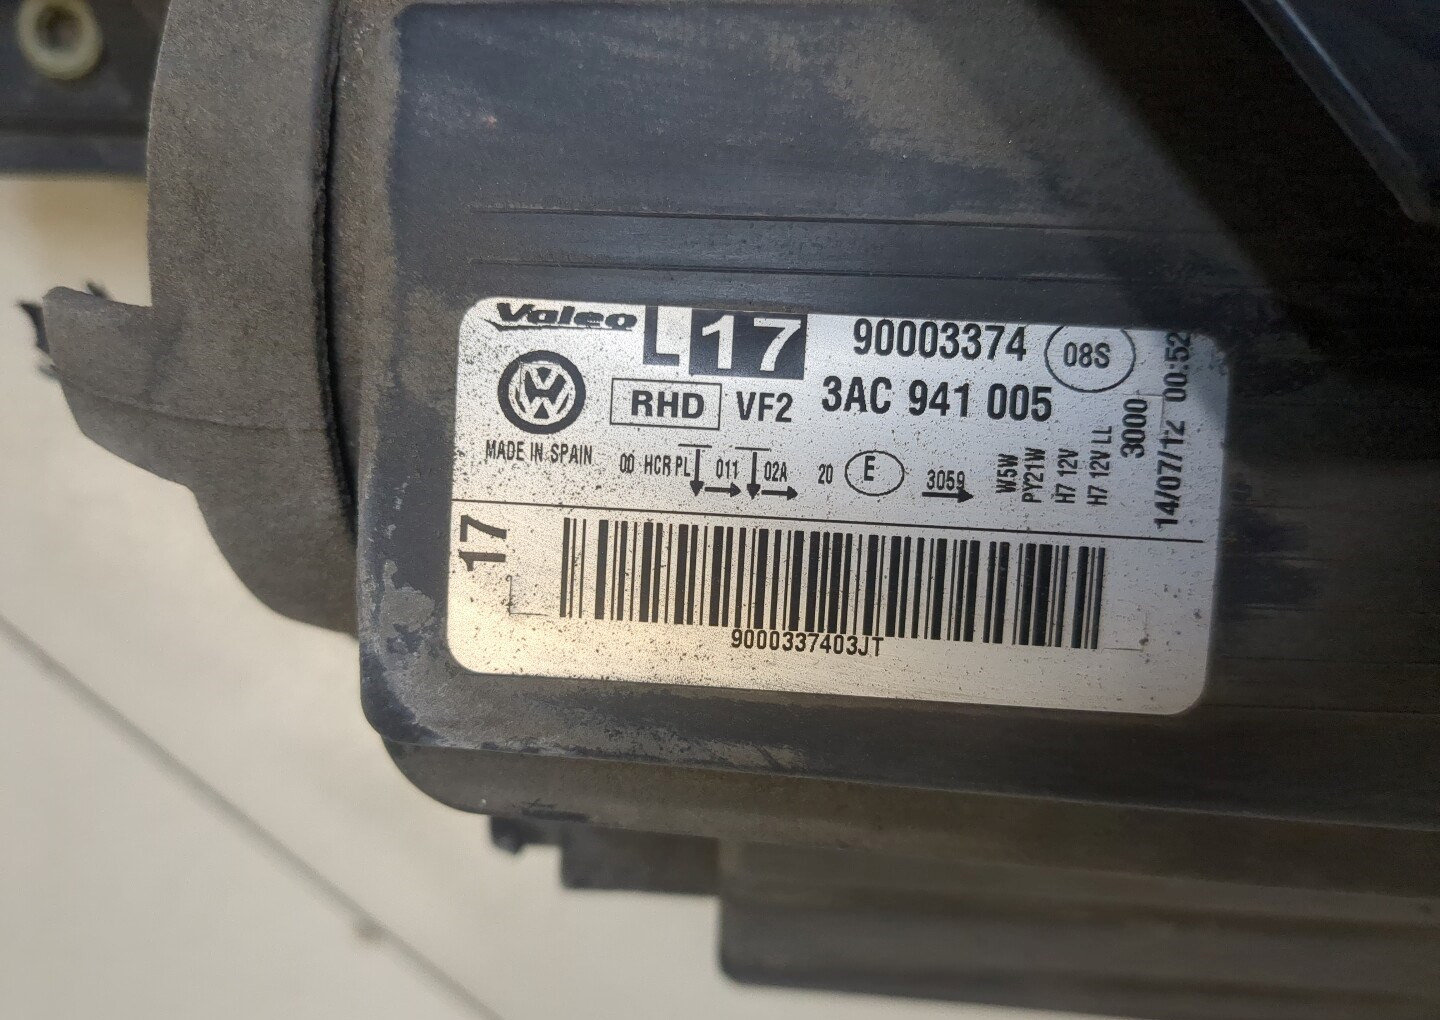 Valeo L 17 90003374 08S
RHD VF2 3AC 941 005
MADE IN SPAIN
00 HCR PL 011 02A 20 E 3059
W5W
PY21W
H7 12V
H7 12V LL
3000
14/07/12 00:52
17
9000337403JT